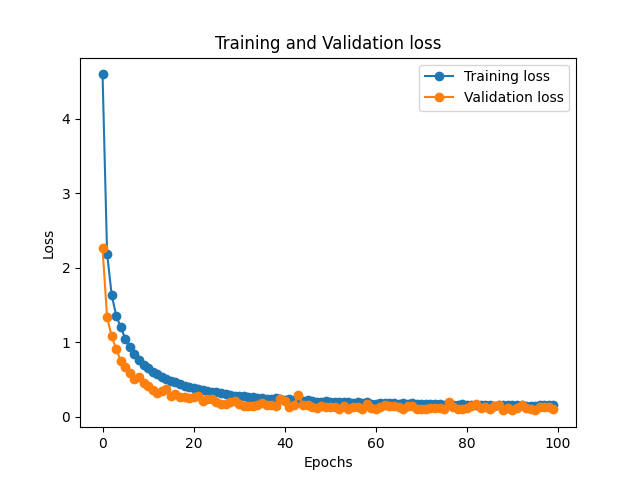 Training and Validation loss
Training loss
Validation loss
4
3
2
1
0
Loss
0
20
40
60
80
100
Epochs